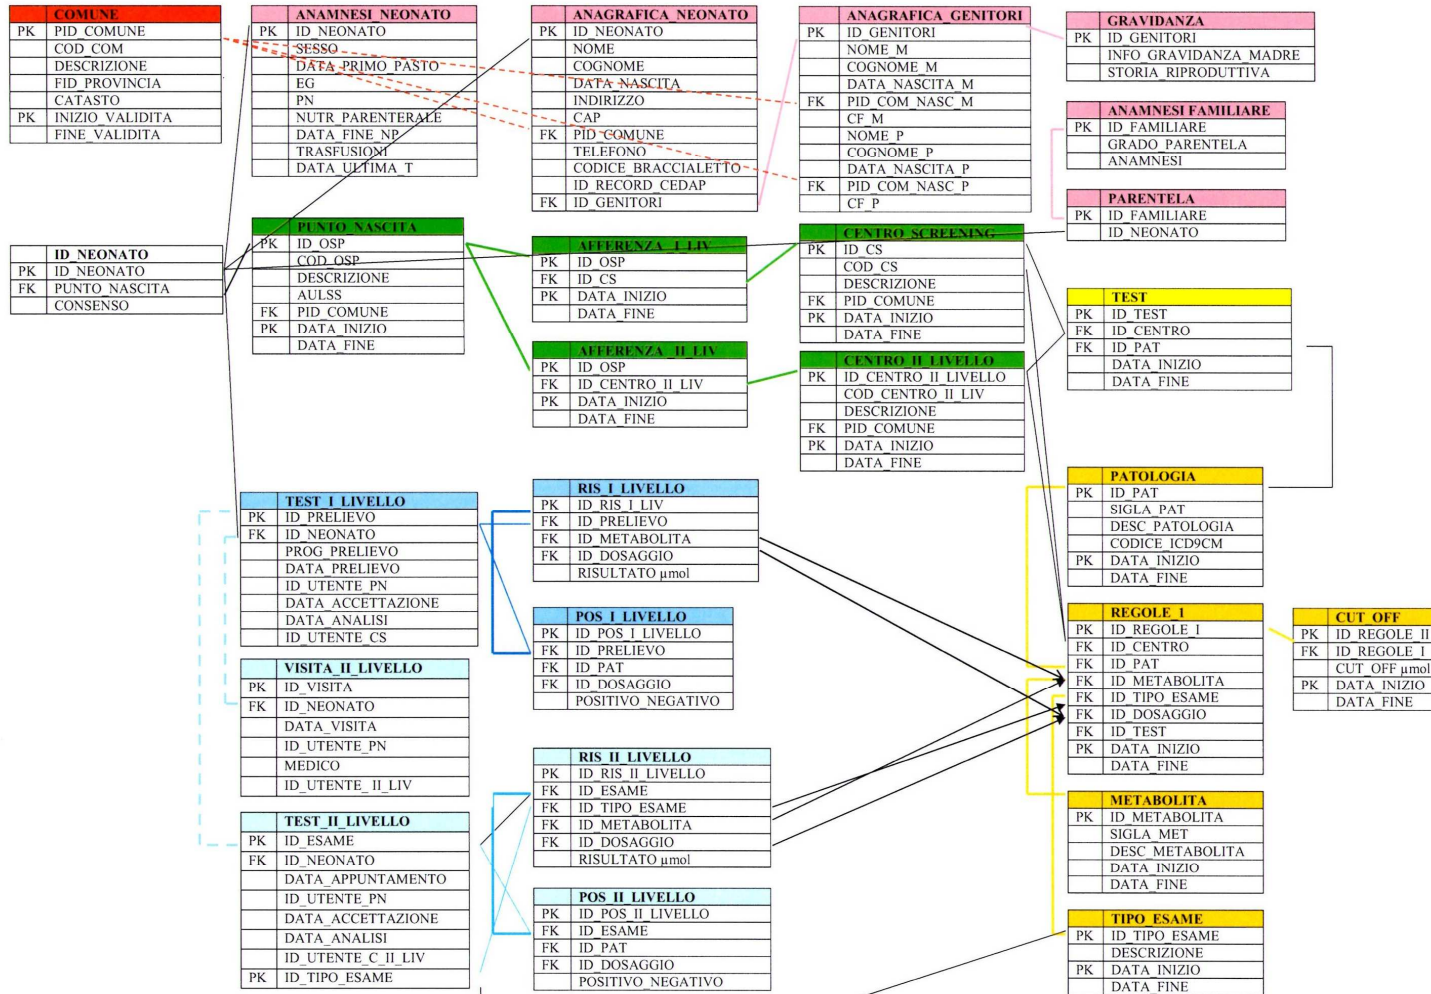 COMUNE
PK PID_COMUNE
COD_COM
DESCRIZIONE
FID_PROVINCIA
CATASTO
PK INIZIO_VALIDITA
FINE_VALIDITA
ANAMNESI_NEONATO
PK ID_NEONATO
SESSO
DATA_PRIMO_PASTO
EG
PN
NUTR_PARENTERALE
DATA_FINE_NP
TRASFUSIONI
DATA_ULTIMA_T
ANAGRAFICA_NEONATO
PK ID_NEONATO
NOME
COGNOME
DATA_NASCITA
INDIRIZZO
CAP
FK PID_COMUNE
TELEFONO
CODICE_BRACCIALETTO
ID_RECORD_CEDAP
FK ID_GENITORI
ANAGRAFICA_GENITORI
PK ID_GENITORI
NOME_M
COGNOME_M
DATA_NASCITA_M
FK PID_COM_NASC_M
CF_M
NOME_P
COGNOME_P
DATA_NASCITA_P
FK PID_COM_NASC_P
CF_P
GRAVIDANZA
PK ID_GENITORI
INFO_GRAVIDANZA_MADRE
STORIA_RIPRODUTTIVA
ANAMNESI FAMILIARE
PK ID_FAMILIARE
GRADO_PARENTELA
ANAMNESI
PARENTELA
PK ID_FAMILIARE
ID_NEONATO
ID_NEONATO
PK ID_NEONATO
FK PUNTO_NASCITA
CONSENSO
PUNTO_NASCITA
PK ID_OSP
COD_OSP
DESCRIZIONE
AULSS
FK PID_COMUNE
PK DATA_INIZIO
DATA_FINE
AFFERENZA_I_LIV
PK ID_OSP
FK ID_CS
PK DATA_INIZIO
DATA_FINE
AFFERENZA_II_LIV
PK ID_OSP
FK ID_CENTRO_II_LIV
PK DATA_INIZIO
DATA_FINE
CENTRO_SCREENING
PK ID_CS
COD_CS
DESCRIZIONE
FK PID_COMUNE
PK DATA_INIZIO
DATA_FINE
CENTRO_II_LIVELLO
PK ID_CENTRO_II_LIVELLO
COD_CENTRO_II_LIV
DESCRIZIONE
FK PID_COMUNE
PK DATA_INIZIO
DATA_FINE
TEST
PK ID_TEST
FK ID_CENTRO
FK ID_PAT
DATA_INIZIO
DATA_FINE
TEST_I_LIVELLO
PK ID_PRELIEVO
FK ID_NEONATO
PROG_PRELIEVO
DATA_PRELIEVO
ID_UTENTE_PN
DATA_ACCETTAZIONE
DATA_ANALISI
ID_UTENTE_CS
VISITA_II_LIVELLO
PK ID_VISITA
FK ID_NEONATO
DATA_VISITA
ID_UTENTE_PN
MEDICO
ID_UTENTE_II_LIV
TEST_II_LIVELLO
PK ID_ESAME
FK ID_NEONATO
DATA_APPUNTAMENTO
ID_UTENTE_PN
DATA_ACCETTAZIONE
DATA_ANALISI
ID_UTENTE_C_II_LIV
PK ID_TIPO_ESAME
RIS_I_LIVELLO
PK ID_RIS_I_LIV
FK ID_PRELIEVO
FK ID_METABOLITA
FK ID_DOSAGGIO
RISULTATO µmol
POS_I_LIVELLO
PK ID_POS_I_LIVELLO
FK ID_PRELIEVO
FK ID_PAT
FK ID_DOSAGGIO
POSITIVO_NEGATIVO
RIS_II_LIVELLO
PK ID_RIS_II_LIVELLO
FK ID_ESAME
FK ID_TIPO_ESAME
FK ID_METABOLITA
FK ID_DOSAGGIO
RISULTATO µmol
POS_II_LIVELLO
PK ID_POS_II_LIVELLO
FK ID_ESAME
FK ID_PAT
FK ID_DOSAGGIO
POSITIVO_NEGATIVO
PATOLOGIA
PK ID_PAT
SIGLA_PAT
DESC_PATOLOGIA
CODICE_ICD9CM
PK DATA_INIZIO
DATA_FINE
REGOLE_1
PK ID_REGOLE_I
FK ID_CENTRO
FK ID_PAT
FK ID_METABOLITA
FK ID_TIPO_ESAME
FK ID_DOSAGGIO
FK ID_TEST
PK DATA_INIZIO
DATA_FINE
CUT_OFF
PK ID_REGOLE_II
FK ID_REGOLE_I
CUT_OFF µmol
PK DATA_INIZIO
DATA_FINE
METABOLITA
PK ID_METABOLITA
SIGLA_MET
DESC_METABOLITA
DATA_INIZIO
DATA_FINE
TIPO_ESAME
PK ID_TIPO_ESAME
DESCRIZIONE
PK DATA_INIZIO
DATA_FINE